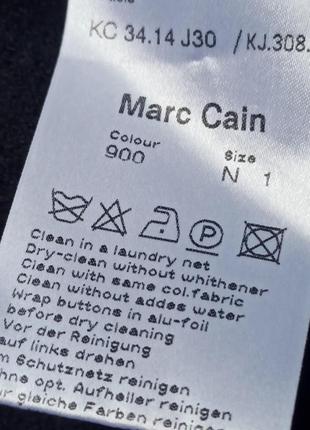 KC 34.14 J30 / KJ.308.
Marc Cain
Colour Size
900 N 1
P
Clean in a laundry net
Dry-clean without whithener
Clean with same col.fabric
Clean without addes water
Wrap buttons in alu-foil
before dry cleaning
Vor der Reinigung
auf links drehen
m Schutznetz reinigen
hne opt. Aufheller reinigen
ur gleiche Farben reinigen